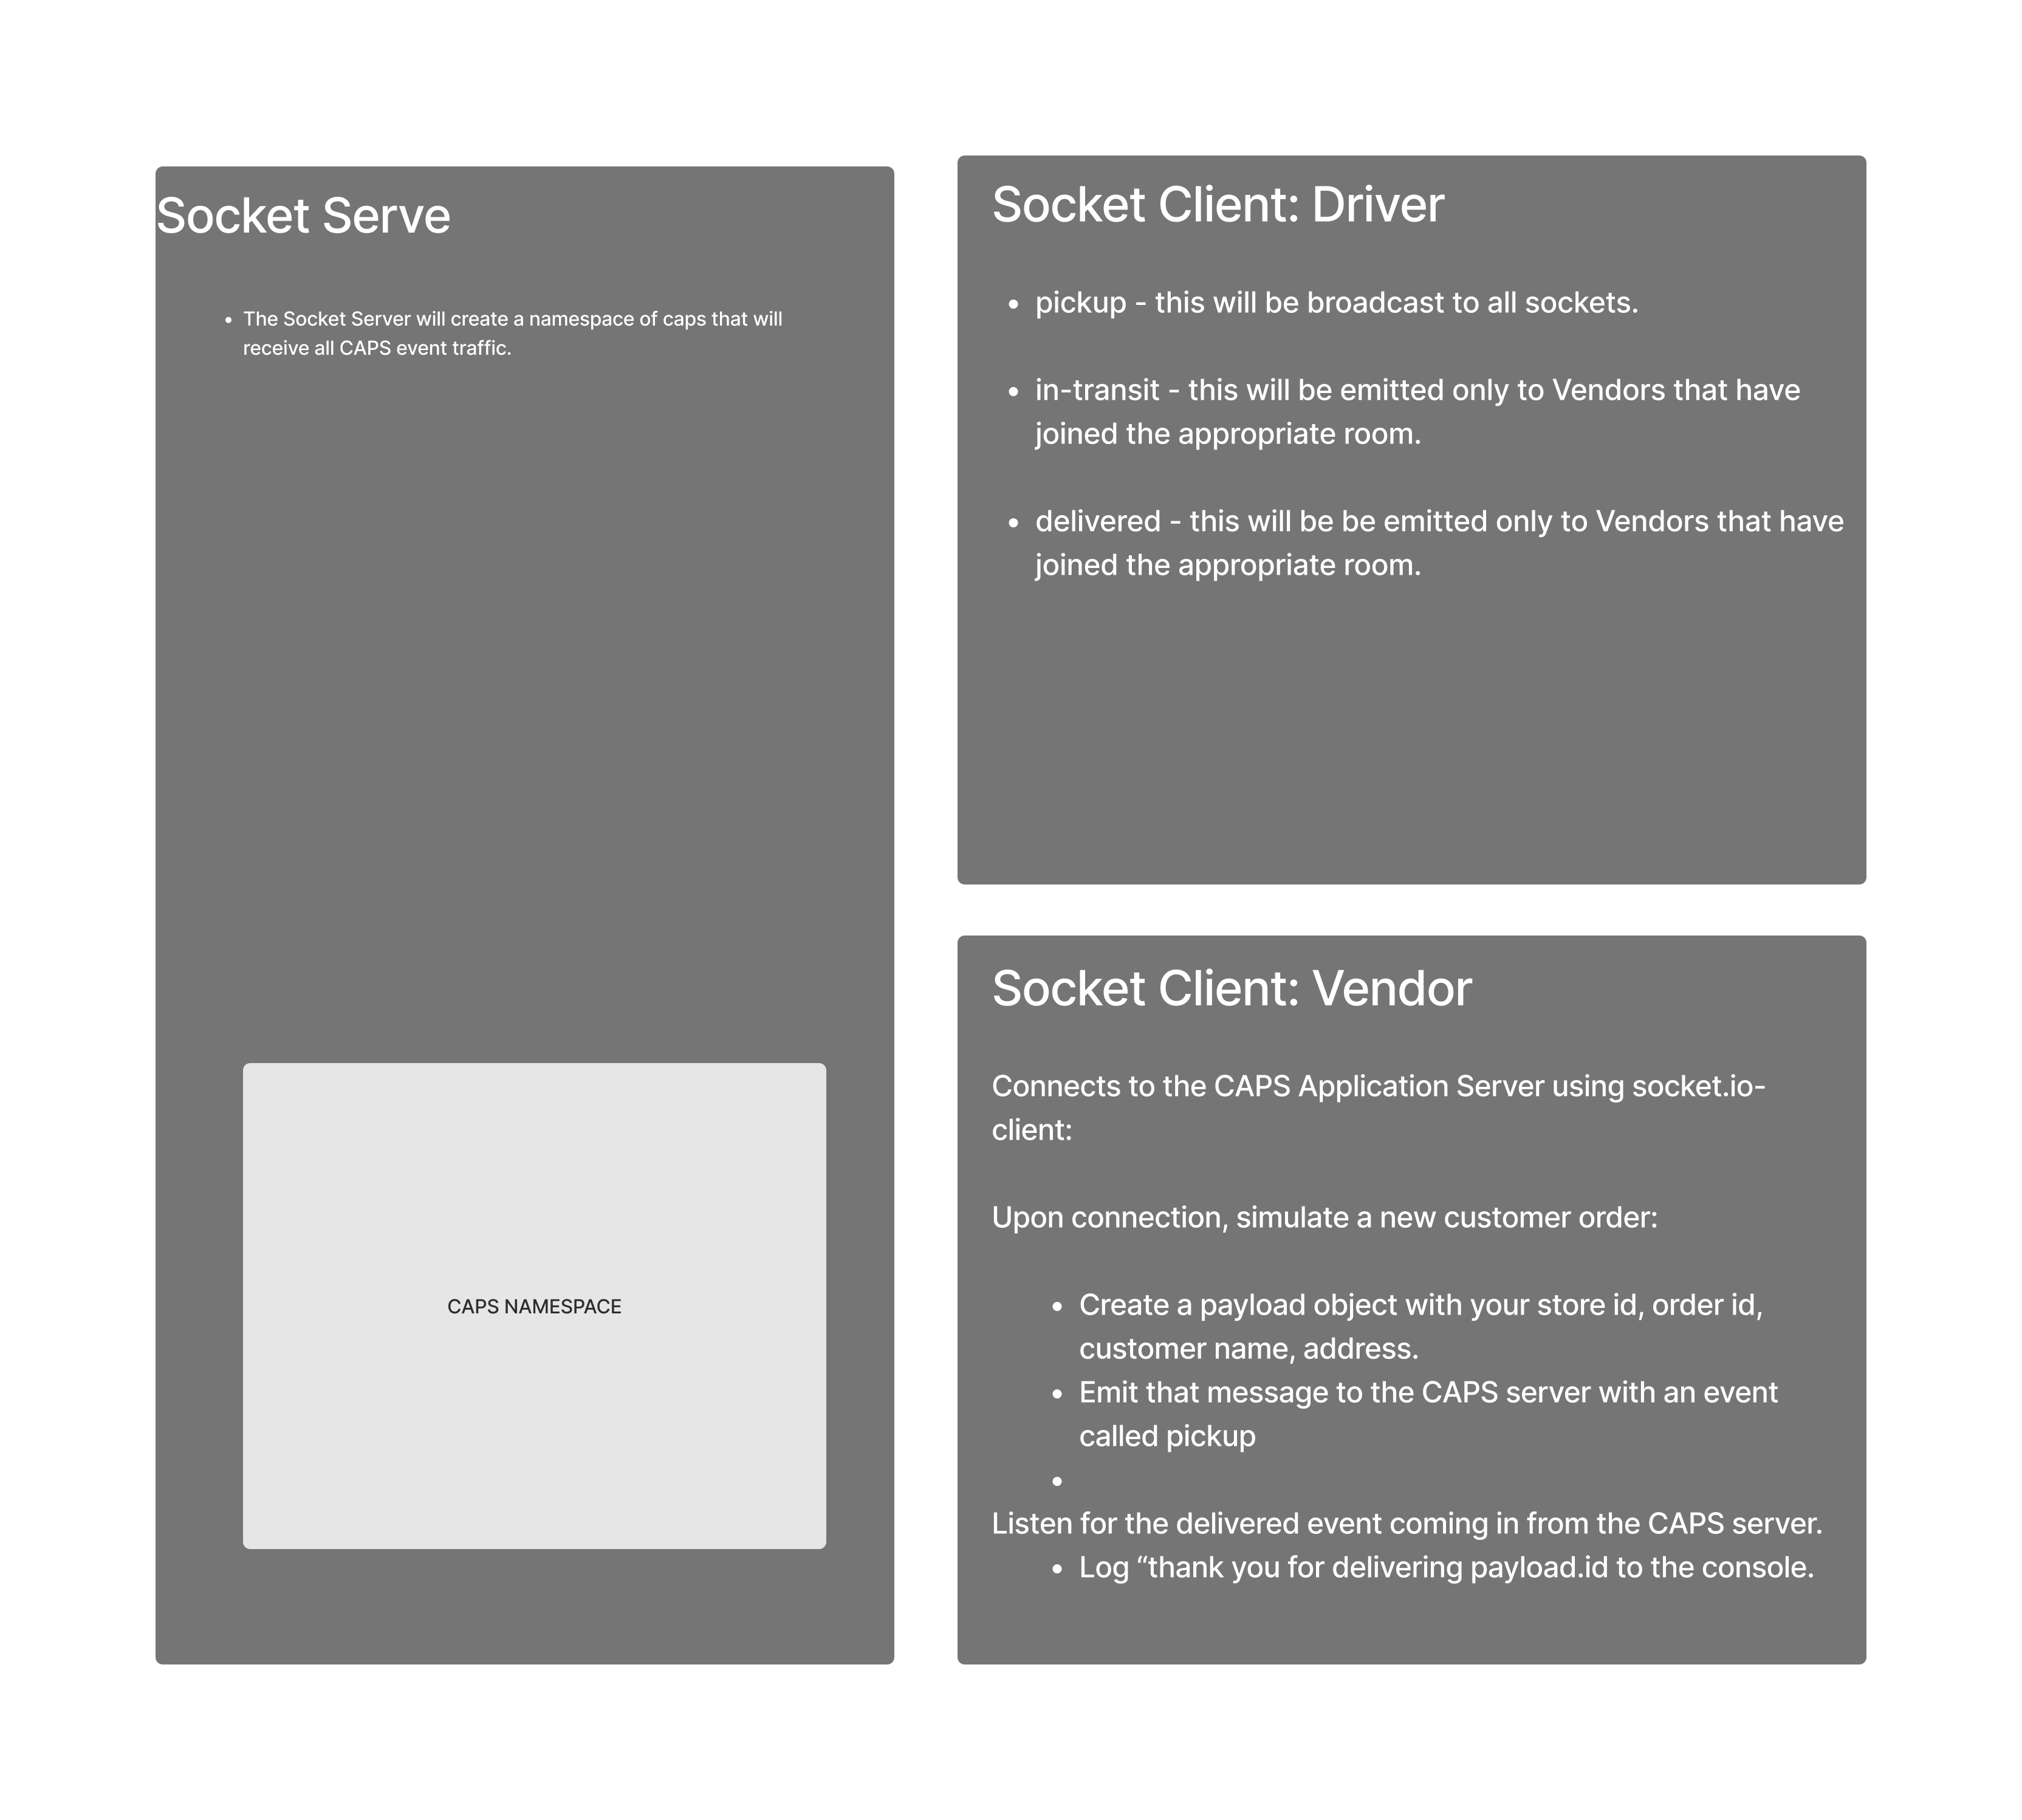 Socket Serve
• The Socket Server will create a namespace of caps that will
receive all CAPS event traffic.
CAPS NAMESPACE
Socket Client: Driver
• pickup - this will be broadcast to all sockets.
• in-transit - this will be emitted only to Vendors that have
joined the appropriate room.
• delivered - this will be be emitted only to Vendors that have
joined the appropriate room.
Socket Client: Vendor
Connects to the CAPS Application Server using socket.io-
client:
Upon connection, simulate a new customer order:
• Create a payload object with your store id, order id,
customer name, address.
• Emit that message to the CAPS server with an event
called pickup
•
Listen for the delivered event coming in from the CAPS server.
• Log “thank you for delivering payload.id to the console.